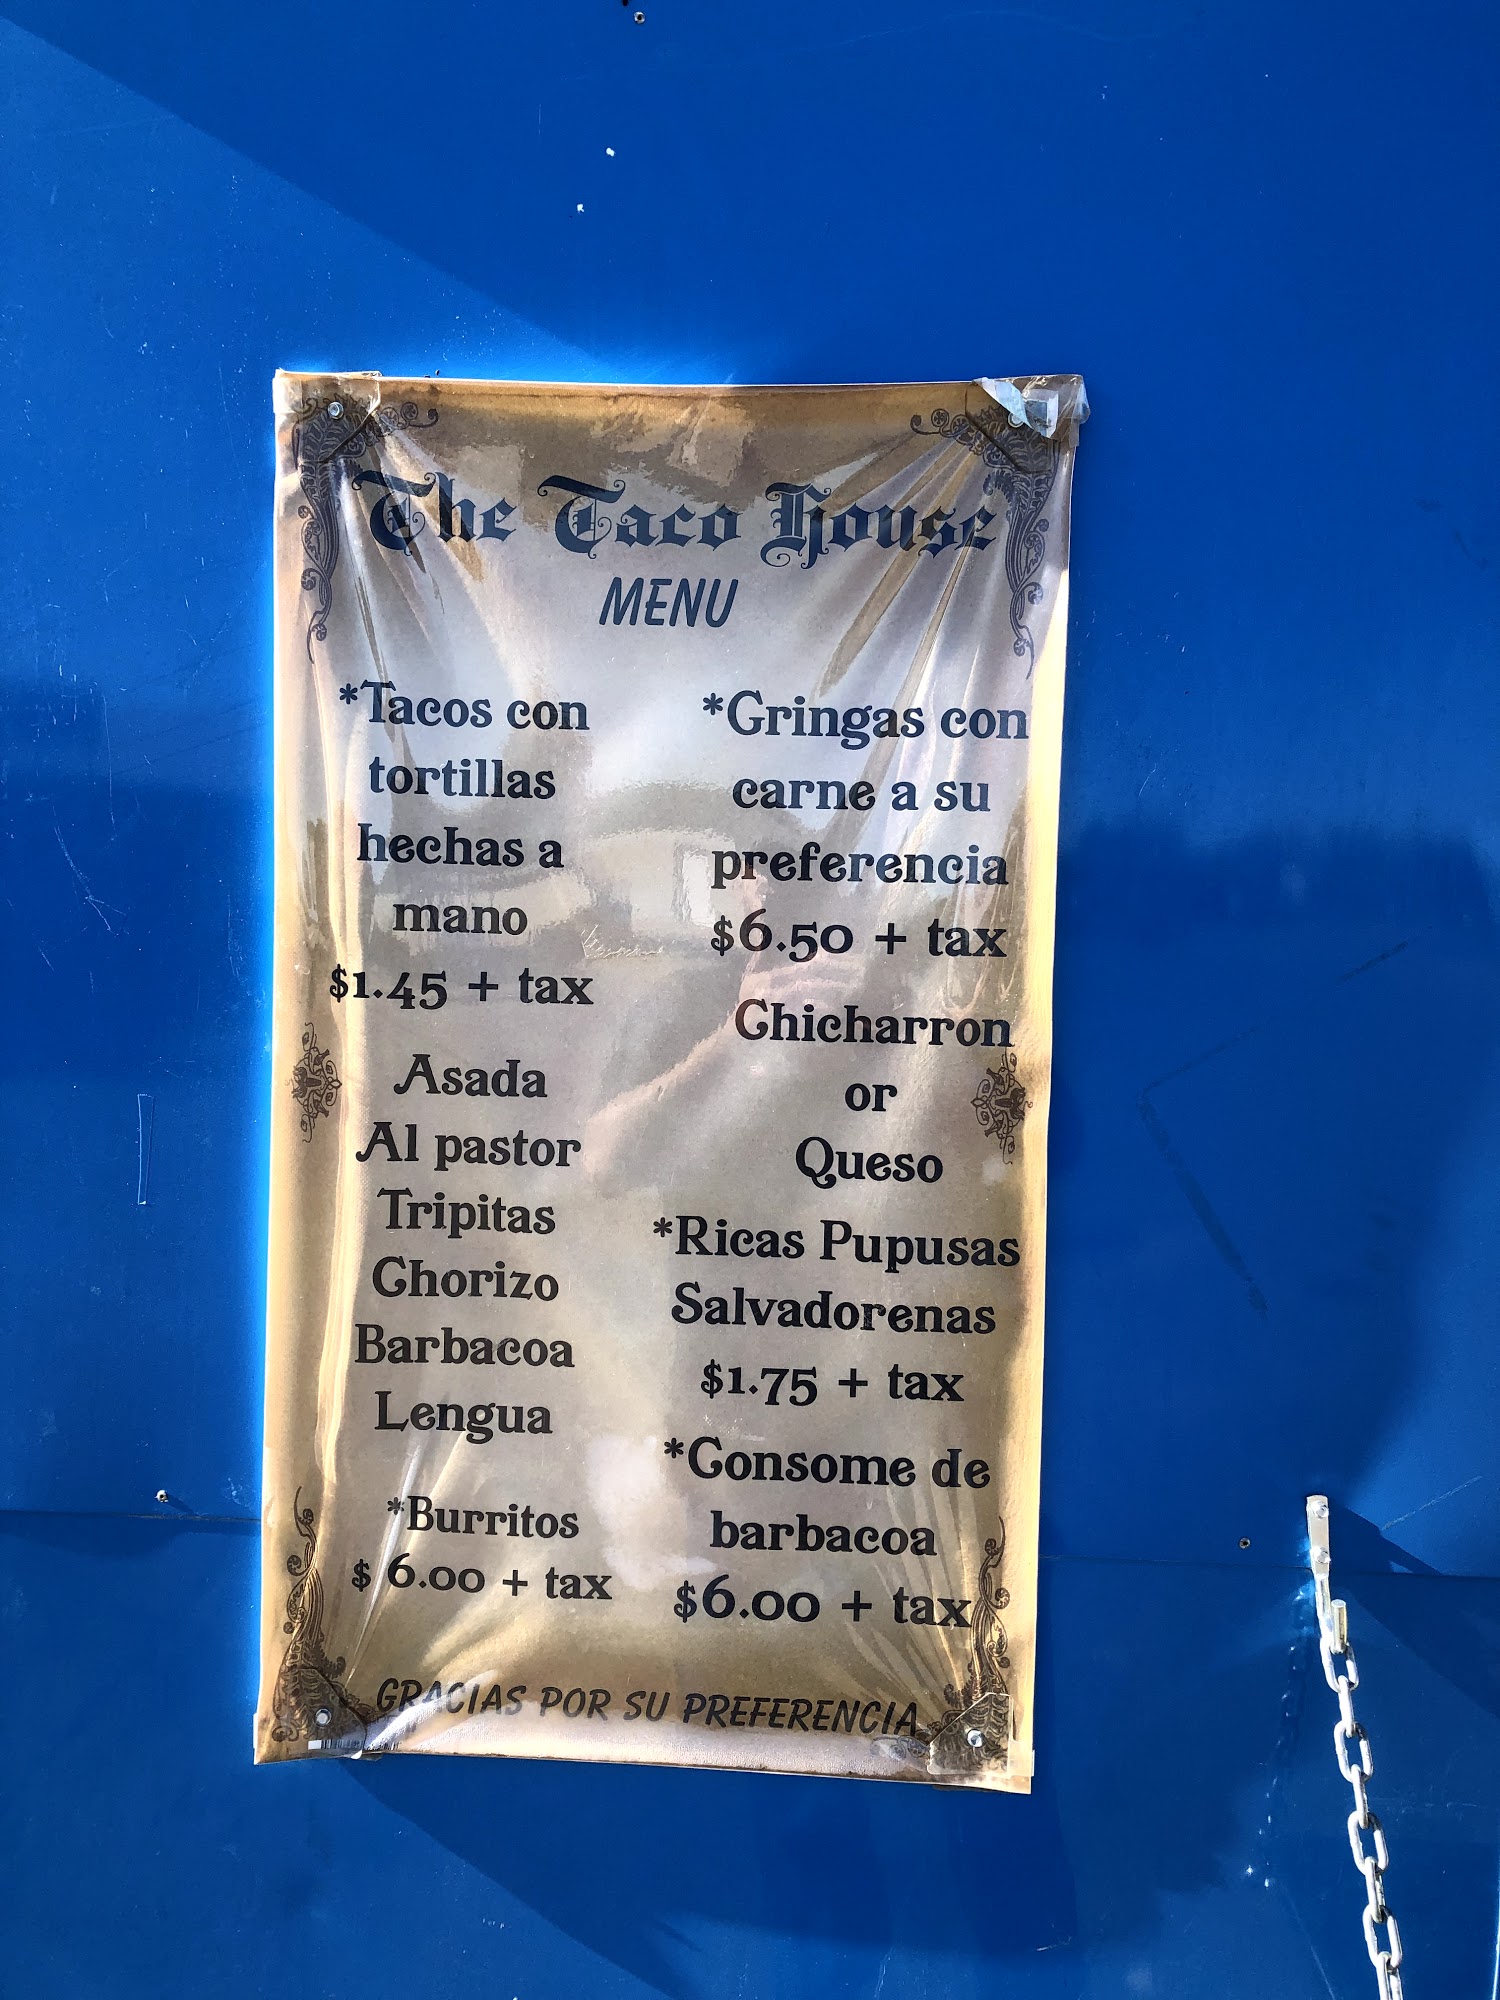 The Taco House
MENU
*Tacos con
tortillas
hechas a
mano
$1.45 + tax
Asada
Al pastor
Tripitas
Chorizo
Barbacoa
Lengua
*Burritos
$ 6.00 + tax
*Gringas con
carne a su
preferencia
$6.50 + tax
Chicharron
or
Queso
*Ricas Pupusas
Salvadorenas
$1.75 + tax
*Consome de
barbacoa
$6.00 + tax
GRACIAS POR SU PREFERENCIA